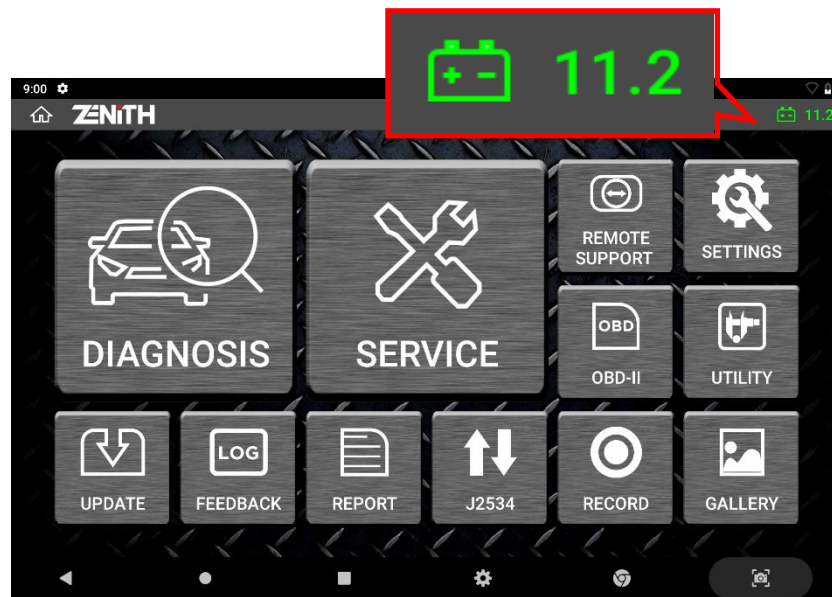 11.2
9:00
ZENITH
11.2
DIAGNOSIS
SERVICE
REMOTE
SUPPORT
SETTINGS
OBD
OBD-II
UTILITY
UPDATE
LOG
FEEDBACK
REPORT
J2534
RECORD
GALLERY